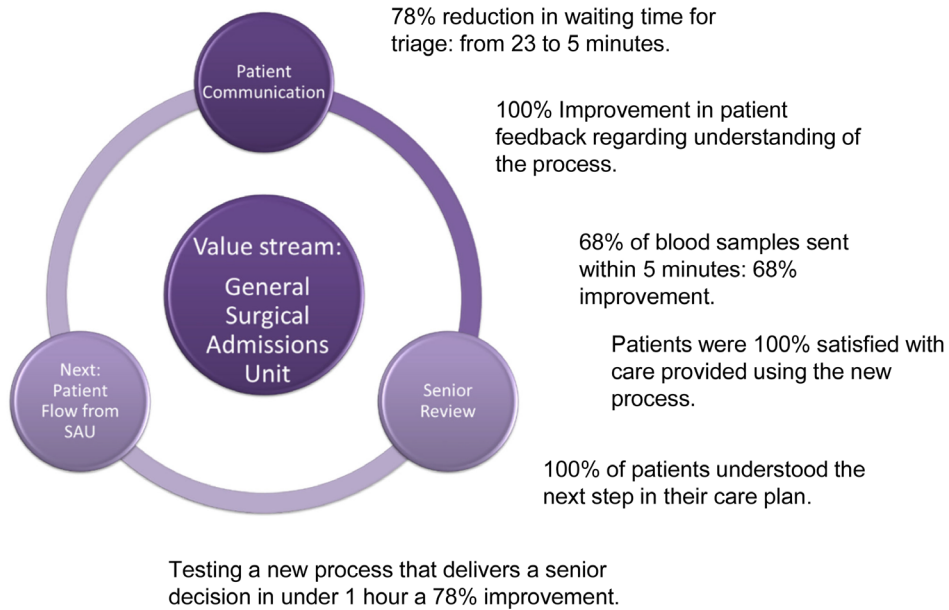 78% reduction in waiting time for
triage: from 23 to 5 minutes.
Patient
Communication
100% Improvement in patient
feedback regarding understanding of
the process.
Value stream:
General
Surgical
Admissions
Unit
68% of blood samples sent
within 5 minutes: 68%
improvement.
Patients were 100% satisfied with
care provided using the new
process.
Next:
Patient
Flow from
SAU
Senior
Review
100% of patients understood the
next step in their care plan.
Testing a new process that delivers a senior
decision in under 1 hour a 78% improvement.